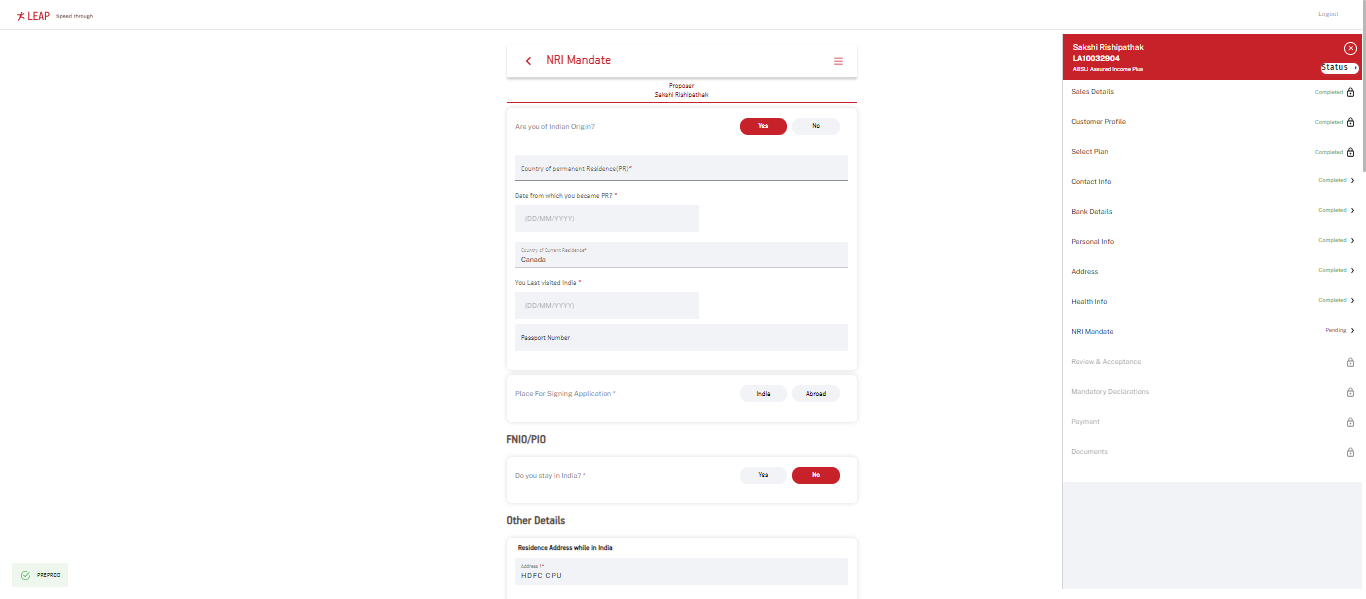 LEAP Speed through
Logout
NRI Mandate
Proposer
Sakshi Rishipathak
Are you of Indian Origin?
Yes
No
Country of permanent Residence(PR)*
Date from which you became PR? *
(DD/MM/YYYY)
Country of Current Residence*
Canada
You Last visited India *
(DD/MM/YYYY)
Passport Number
Place For Signing Application *
India
Abroad
FNIO/PIO
Do you stay in India? *
Yes
No
Other Details
Residence Address while in India
Address 1*
HDFC CPU
PREPROD
Sakshi Rishipathak
LA10032904
ABSLI Assured Income Plus
Status
Sales Details
Completed
Customer Profile
Completed
Select Plan
Completed
Contact Info
Completed
Bank Details
Completed
Personal Info
Completed
Address
Completed
Health Info
Completed
NRI Mandate
Pending
Review & Acceptance
Mandatory Declarations
Payment
Documents